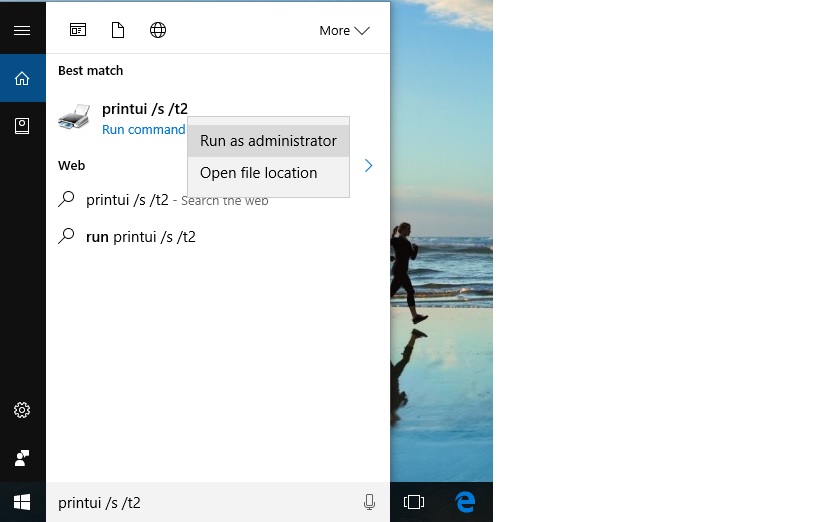 More
Best match
printui /s /t2
Run command
Run as administrator
Open file location
Web
printui /s /t2 - Search the web
run printui /s /t2
printui /s /t2